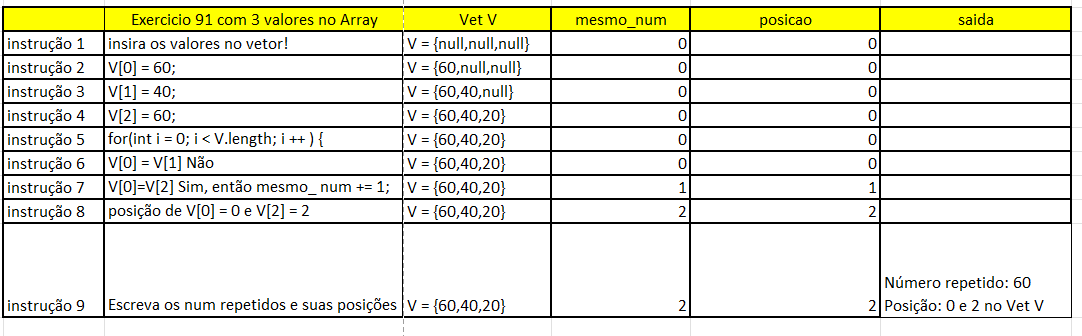 Exercicio 91 com 3 valores no Array Vet V mesmo_num posicao saida
instrução 1 insira os valores no vetor! V = {null,null,null} 0 0
instrução 2 V[0] = 60; V = {60,null,null} 0 0
instrução 3 V[1] = 40; V = {60,40,null} 0 0
instrução 4 V[2] = 60; V = {60,40,20} 0 0
instrução 5 for(int i = 0; i < V.length; i ++ ) { V = {60,40,20} 0 0
instrução 6 V[0] = V[1] Não V = {60,40,20} 0 0
instrução 7 V[0]=V[2] Sim, então mesmo_ num += 1; V = {60,40,20} 1 1
instrução 8 posição de V[0] = 0 e V[2] = 2 V = {60,40,20} 2 2
Número repetido: 60
instrução 9 Escreva os num repetidos e suas posições V = {60,40,20} 2 2 Posição: 0 e 2 no Vet V